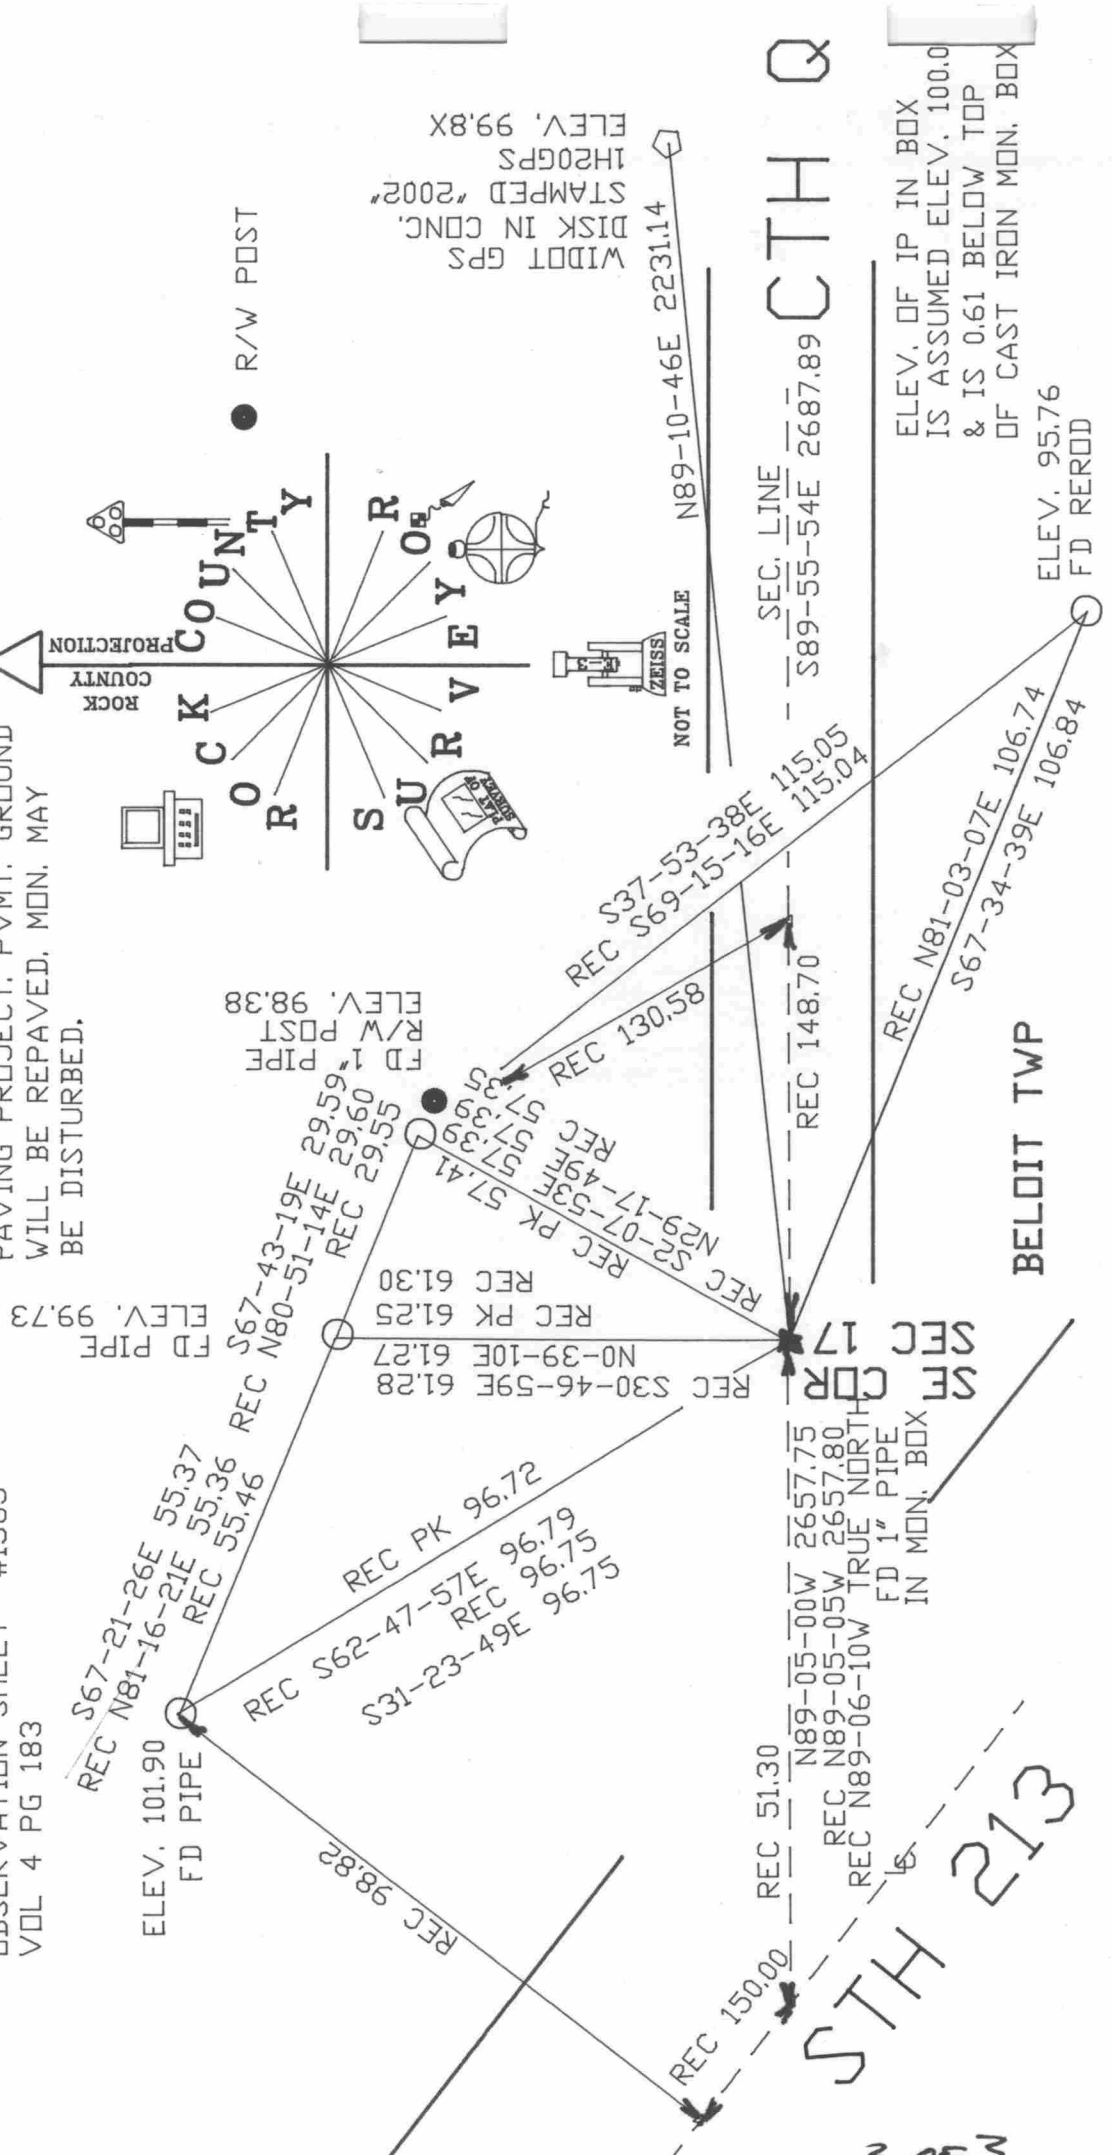 PAVING PROJECT. PVMT. GROUND
WILL BE REPAVED. MON. MAY
BE DISTURBED.
VOL 4 PG 183
ROCK
COUNTY
PROJECTION
ROCK COUNTY
SURVEYOR
PLAT OF
SURVEY
ZEISS
E-3
NOT TO SCALE
R/W POST
WIDOT GPS
DISK IN CONC.
STAMPED "2002"
1H20GPS
ELEV. 99.8X
N89-10-46E 2231.14
CTH Q
SEC. LINE
S89-55-54E 2687.89
ELEV. OF IP IN BOX
IS ASSUMED ELEV. 100.0
& IS 0.61 BELOW TOP
OF CAST IRON MON. BOX
ELEV. 95.76
FD REROD
S37-53-38E 115.05
REC S69-15-16E 115.04
REC N81-03-07E 106.74
S67-34-39E 106.84
REC 130.58
REC 148.70
FD 1" PIPE
R/W POST
ELEV. 98.38
S67-43-19E 29.59
REC N80-51-14E 29.60
REC 29.55
REC PK 57.41
REC S2-07-53E 57.39
N29-17-49E 57.39
REC 57.35
FD PIPE
ELEV. 99.73
REC 61.30
REC PK 61.25
N0-39-10E 61.27
REC S30-46-59E 61.28
S67-21-26E 55.37
REC N81-16-21E 55.36
REC 55.46
ELEV. 101.90
FD PIPE
REC PK 96.72
REC S62-47-57E 96.79
REC 96.75
S31-23-49E 96.75
REC 98.82
REC 150.00
REC 51.30
N89-05-00W 2657.75
REC N89-05-05W 2657.80
REC N89-06-10W TRUE NORTH
FD 1" PIPE
IN MON. BOX
SE COR
SEC 17
BELOIT TWP
STH 213